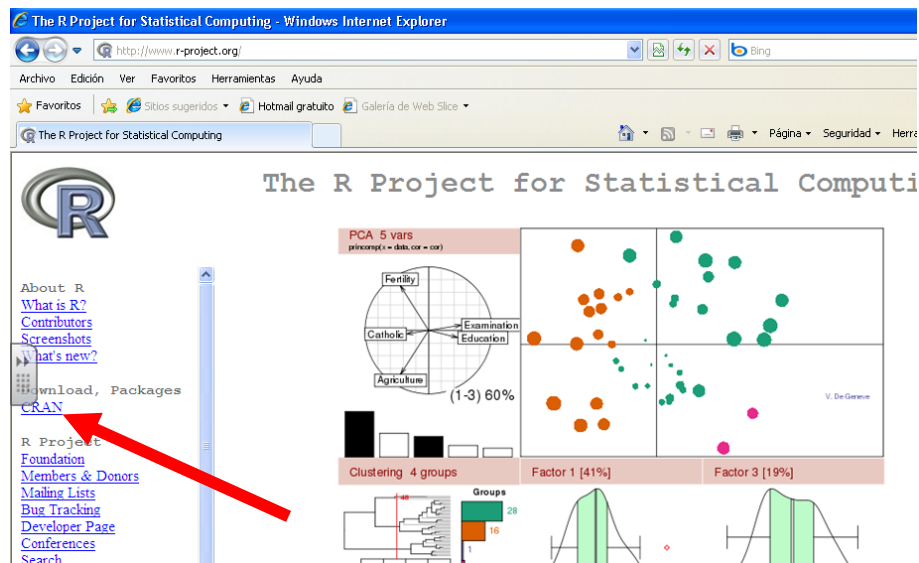 The R Project for Statistical Computing - Windows Internet Explorer
http://www.r-project.org/
Bing
Archivo Edición Ver Favoritos Herramientas Ayuda
Favoritos Sitios sugeridos Hotmail gratuito Galería de Web Slice
The R Project for Statistical Computing
Página Seguridad Herra
R
The R Project for Statistical Computi
PCA 5 vars
princomp(x = data, cor = cor)
Fertility
Catholic
Examination
Education
Agriculture
(1-3) 60%
V. De Geneve
About R
What is R?
Contributors
Screenshots
What's new?
Download, Packages
CRAN
R Project
Foundation
Members & Donors
Mailing Lists
Bug Tracking
Developer Page
Conferences
Search
Clustering 4 groups
Factor 1 [41%]
Factor 3 [19%]
Groups
48
28
16
1